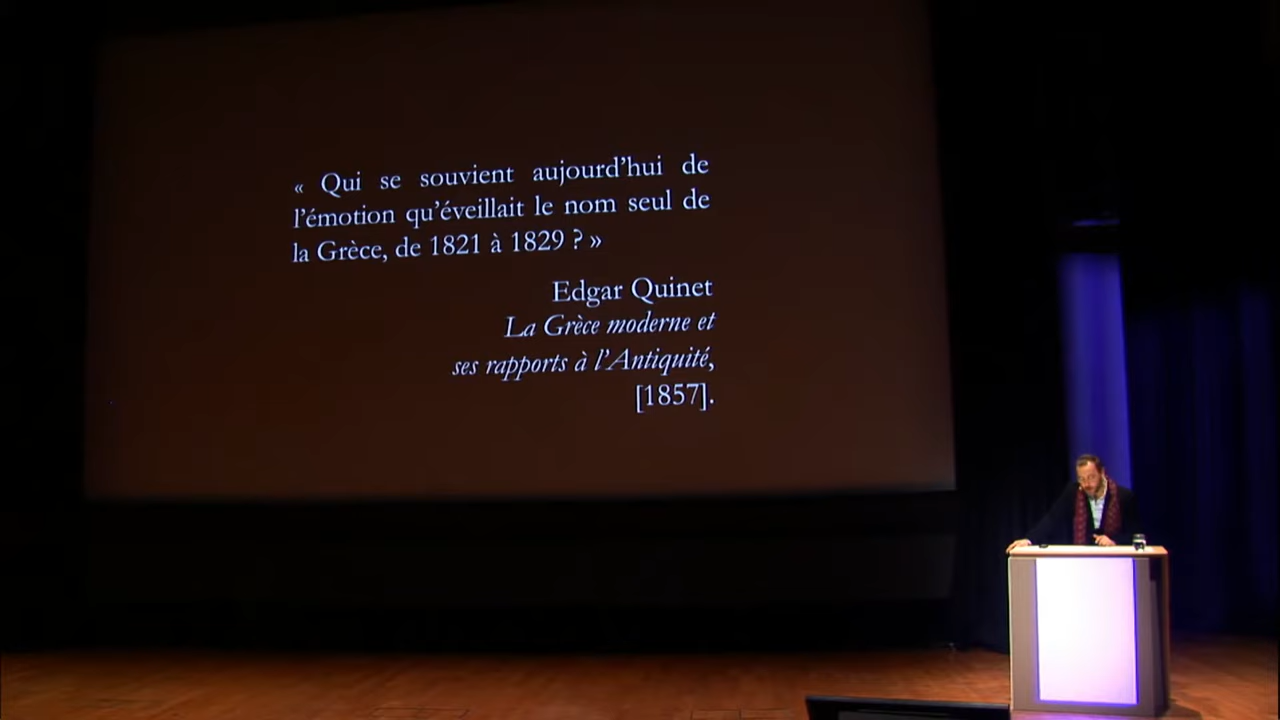 « Qui se souvient aujourd’hui de
l’émotion qu’éveillait le nom seul de
la Grèce, de 1821 à 1829 ? »
Edgar Quinet
La Grèce moderne et
ses rapports à l’Antiquité,
[1857].